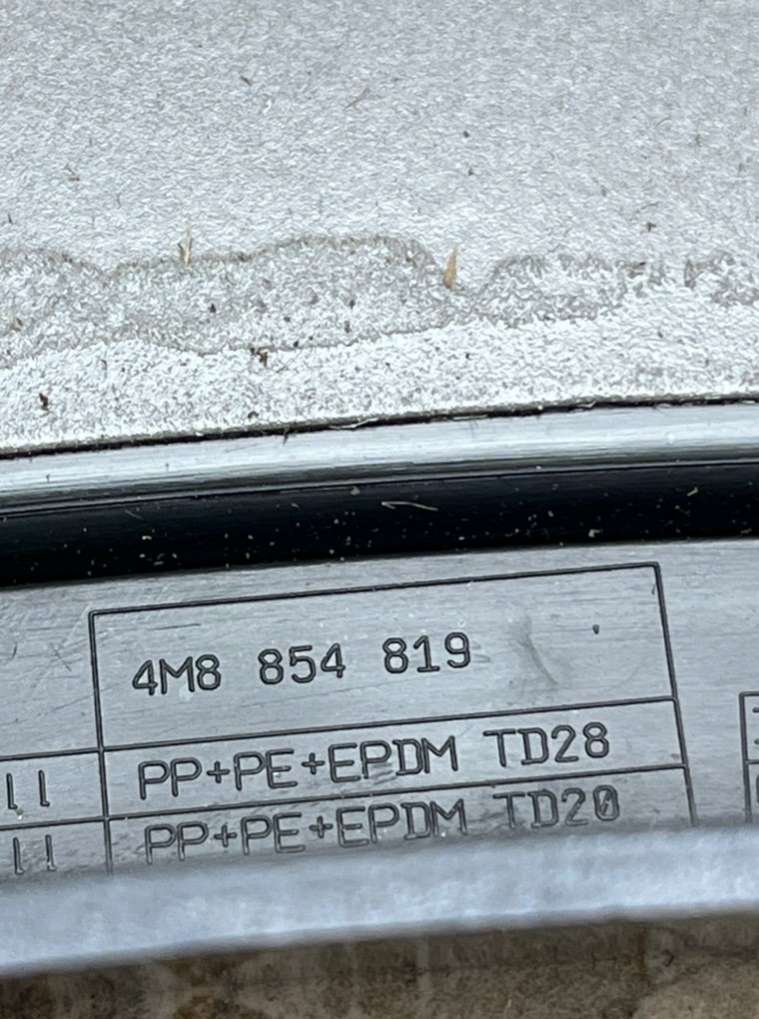 4M8 854 819
PP+PE+EPDM TD28
PP+PE+EPDM TD20